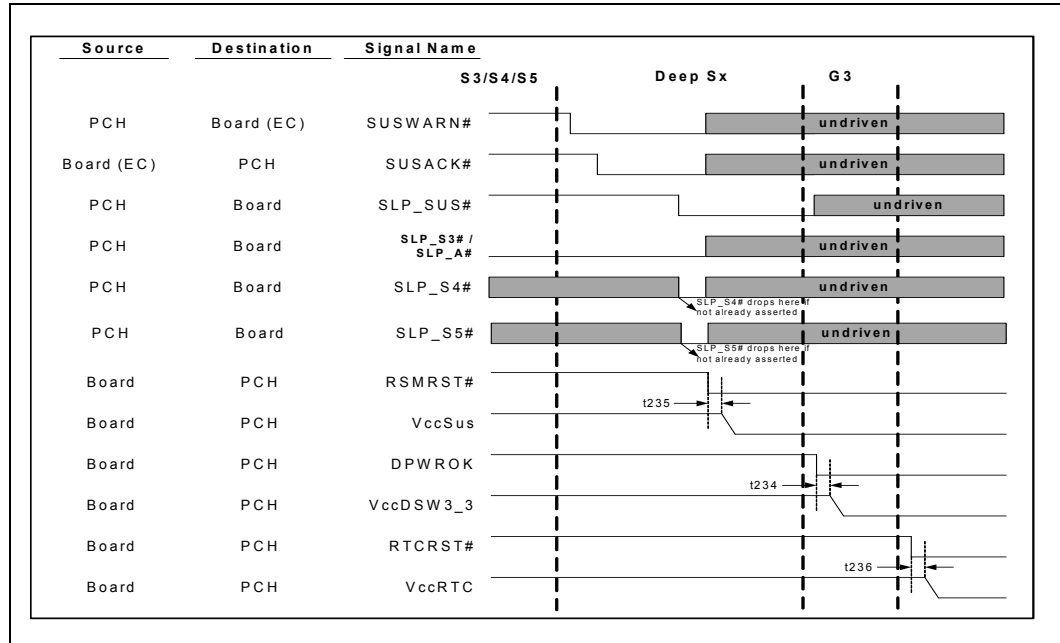 Source Destination Signal Name
S3/S4/S5 Deep Sx G3
PCH Board (EC) SUSWARN# undriven
Board (EC) PCH SUSACK# undriven
PCH Board SLP_SUS# undriven
PCH Board SLP_S3# / SLP_A# undriven
PCH Board SLP_S4# undriven
SLP_S4# drops here if
not already asserted
PCH Board SLP_S5# undriven
SLP_S5# drops here if
not already asserted
Board PCH RSMRST#
t235
Board PCH VccSus
Board PCH DPWROK
t234
Board PCH VccDSW3_3
Board PCH RTCRST#
t236
Board PCH VccRTC